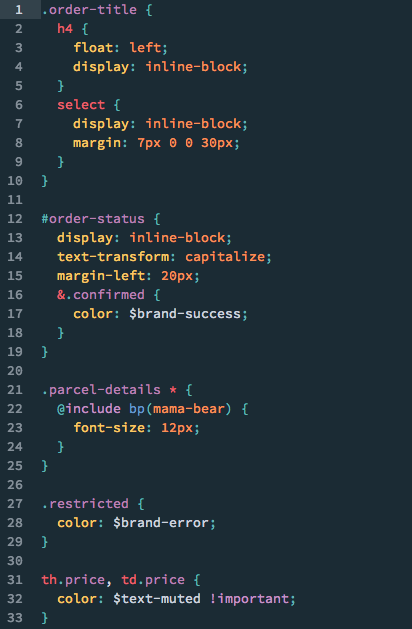 1 .order-title {
2   h4 {
3     float: left;
4     display: inline-block;
5   }
6   select {
7     display: inline-block;
8     margin: 7px 0 0 30px;
9   }
10 }
11
12 #order-status {
13   display: inline-block;
14   text-transform: capitalize;
15   margin-left: 20px;
16   &.confirmed {
17     color: $brand-success;
18   }
19 }
20
21 .parcel-details * {
22   @include bp(mama-bear) {
23     font-size: 12px;
24   }
25 }
26
27 .restricted {
28   color: $brand-error;
29 }
30
31 th.price, td.price {
32   color: $text-muted !important;
33 }